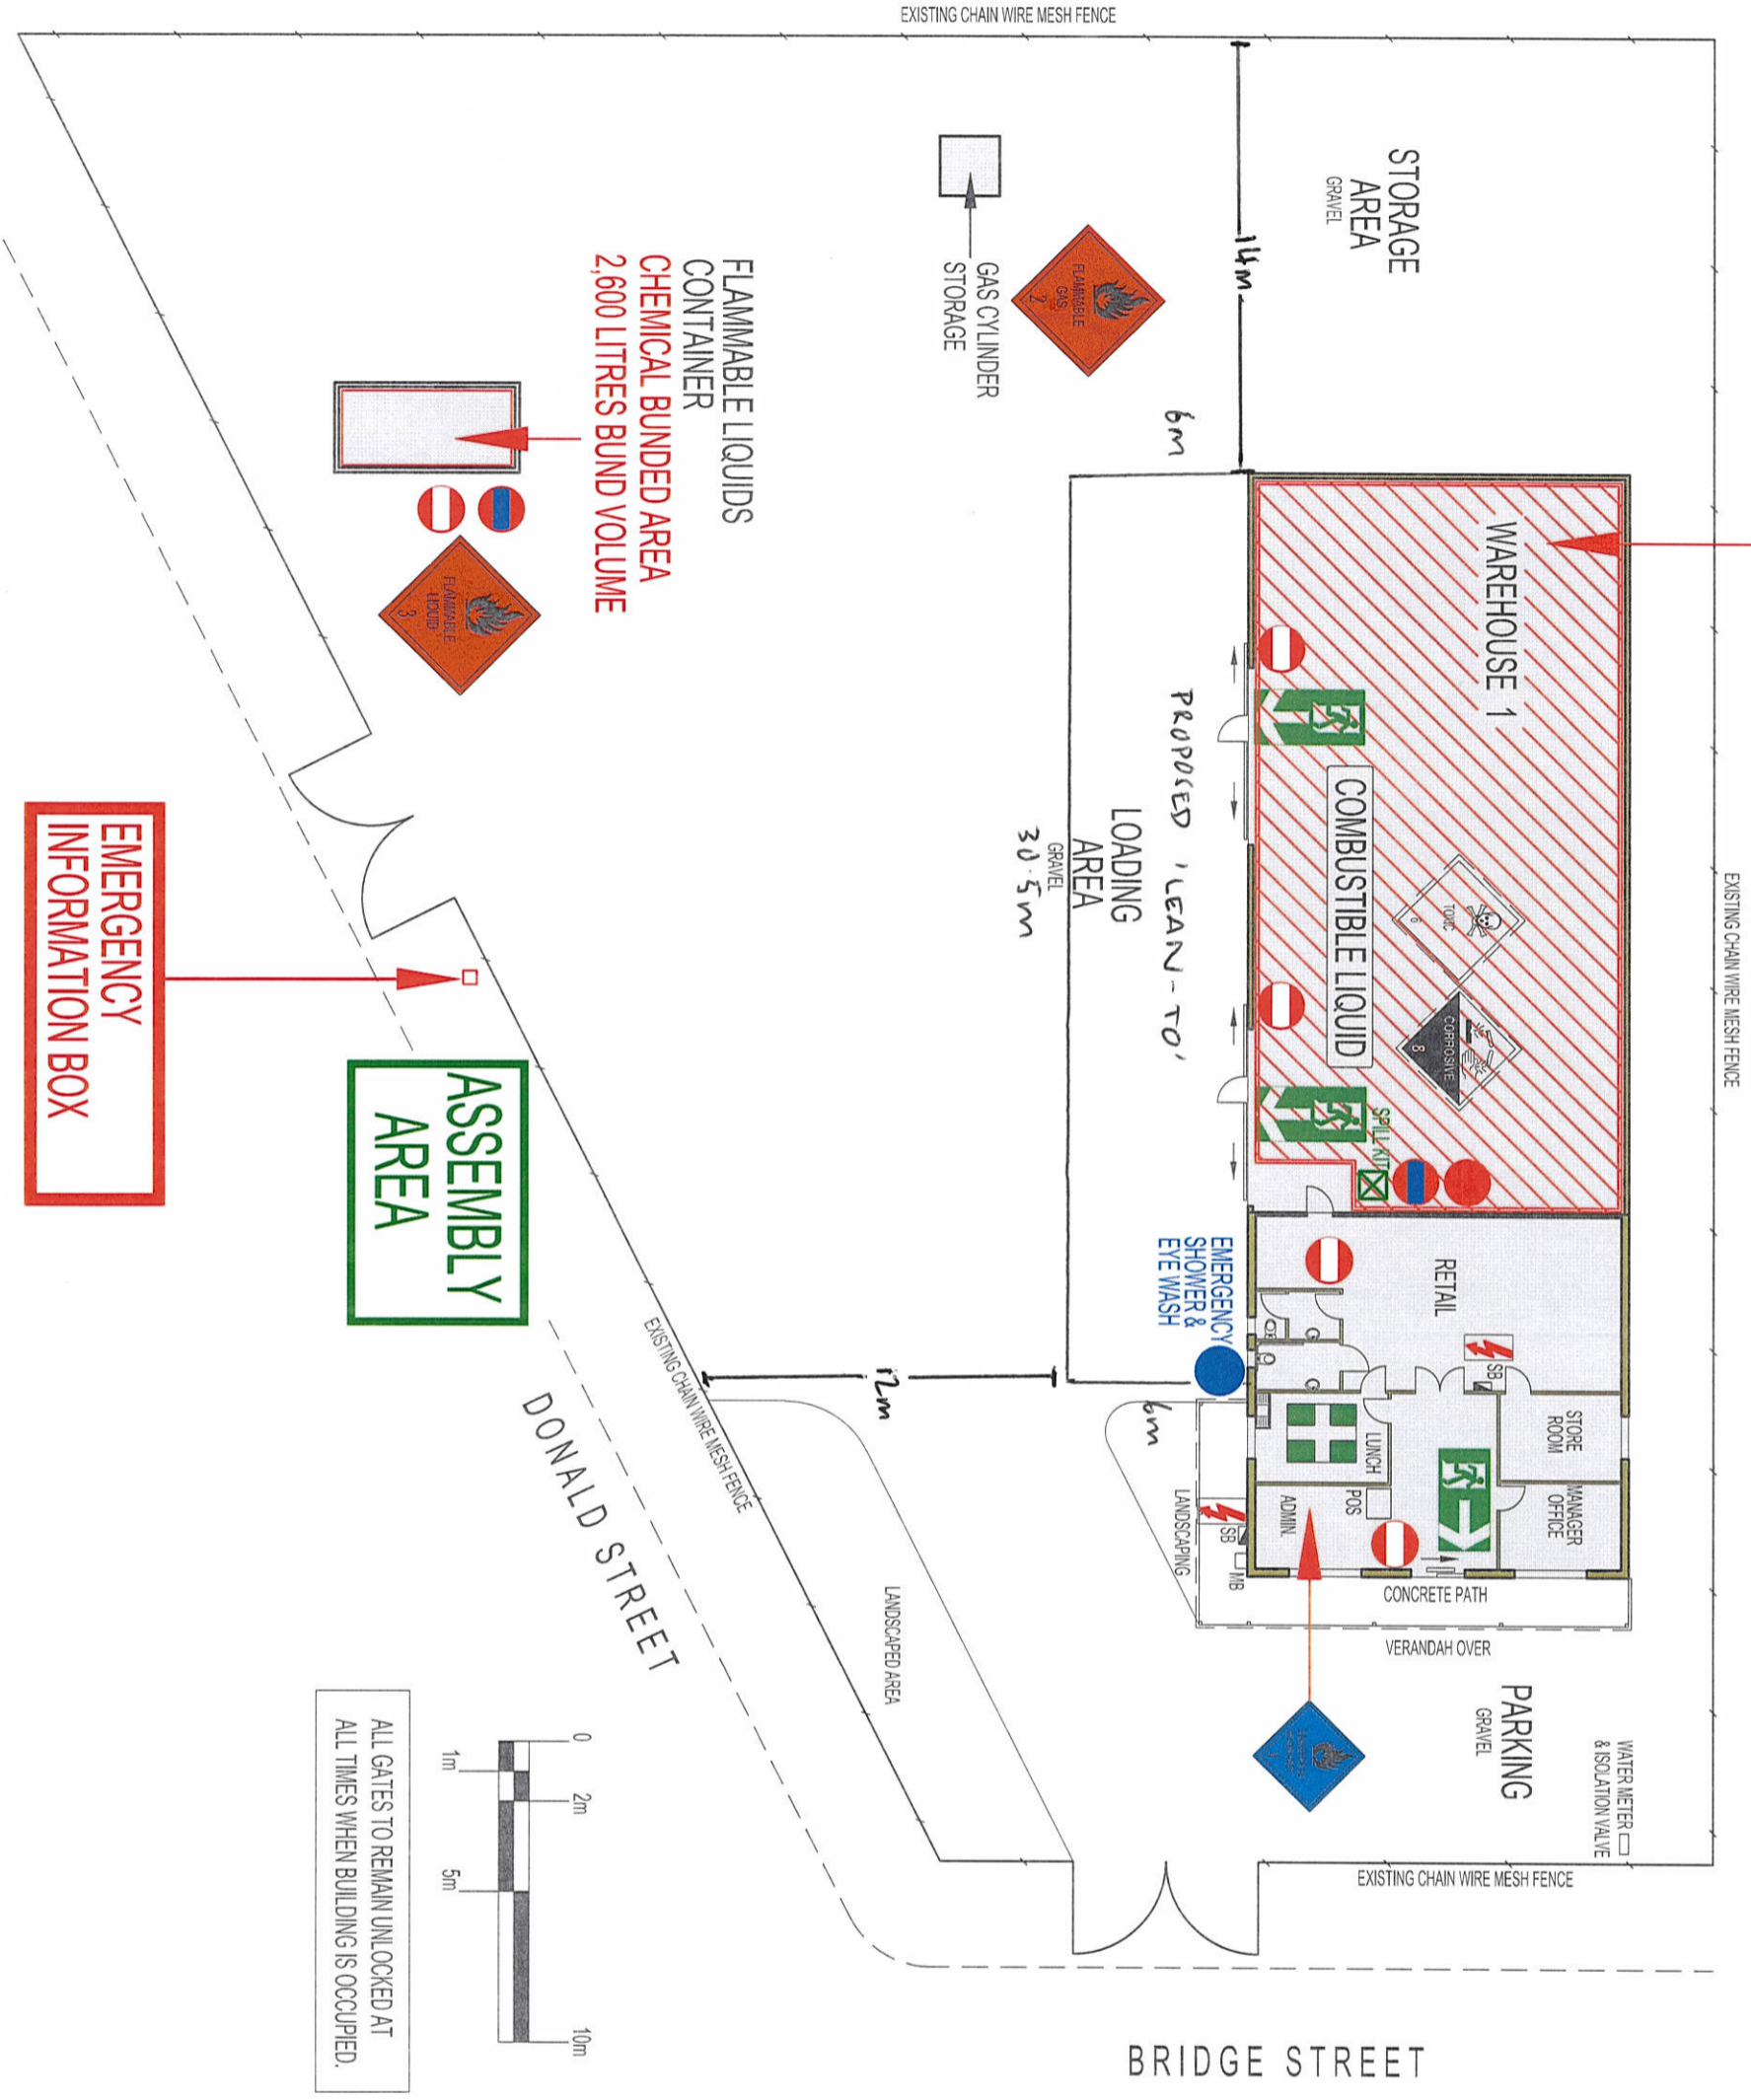 EXISTING CHAIN WIRE MESH FENCE
STORAGE
AREA
GRAVEL
14m
GAS CYLINDER
STORAGE
FLAMMABLE
GAS
2
6m
FLAMMABLE LIQUIDS
CONTAINER
CHEMICAL BUNDED AREA
2,600 LITRES BUND VOLUME
FLAMMABLE
LIQUID
3
WAREHOUSE 1
COMBUSTIBLE LIQUID
TOXIC
6
CORROSIVE
8
SPILL KIT
EXISTING CHAIN WIRE MESH FENCE
PROPOSED 'LEAN-TO'
LOADING
AREA
GRAVEL
30.5m
EMERGENCY
SHOWER &
EYE WASH
RETAIL
SB
STORE
ROOM
MANAGER
OFFICE
LUNCH
POS
ADMIN.
SB
MB
CONCRETE PATH
VERANDAH OVER
LANDSCAPING
6m
12m
PARKING
GRAVEL
WATER METER
& ISOLATION VALVE
EXISTING CHAIN WIRE MESH FENCE
EMERGENCY
INFORMATION BOX
ASSEMBLY
AREA
EXISTING CHAIN WIRE MESH FENCE
LANDSCAPED AREA
DONALD STREET
BRIDGE STREET
0
2m
10m
1m
5m
ALL GATES TO REMAIN UNLOCKED AT
ALL TIMES WHEN BUILDING IS OCCUPIED.